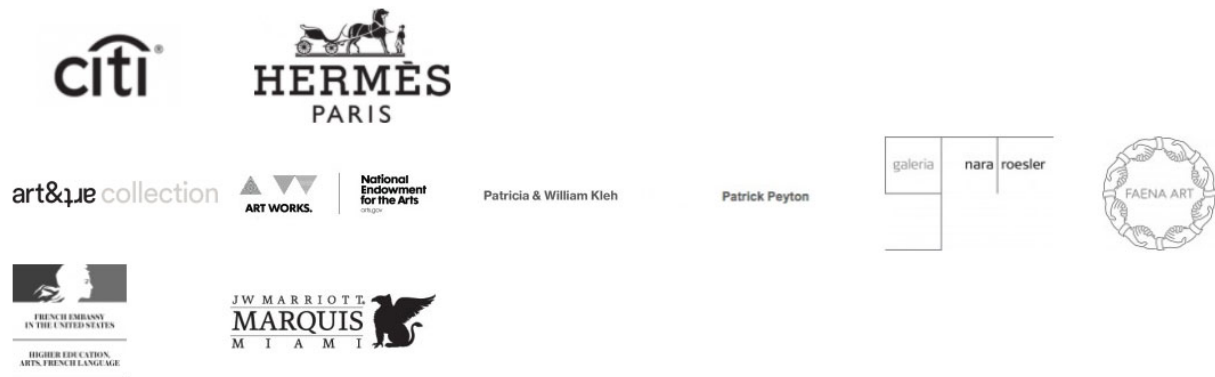 citi®
HERMÈS
PARIS
art&art collection
ART WORKS.
National
Endowment
for the Arts
arts.gov
Patricia & William Kleh
Patrick Peyton
galeria nara roesler
FAENA ART
FRENCH EMBASSY
IN THE UNITED STATES
HIGHER EDUCATION,
ARTS, FRENCH LANGUAGE
JW MARRIOTT
MARQUIS
MIAMI